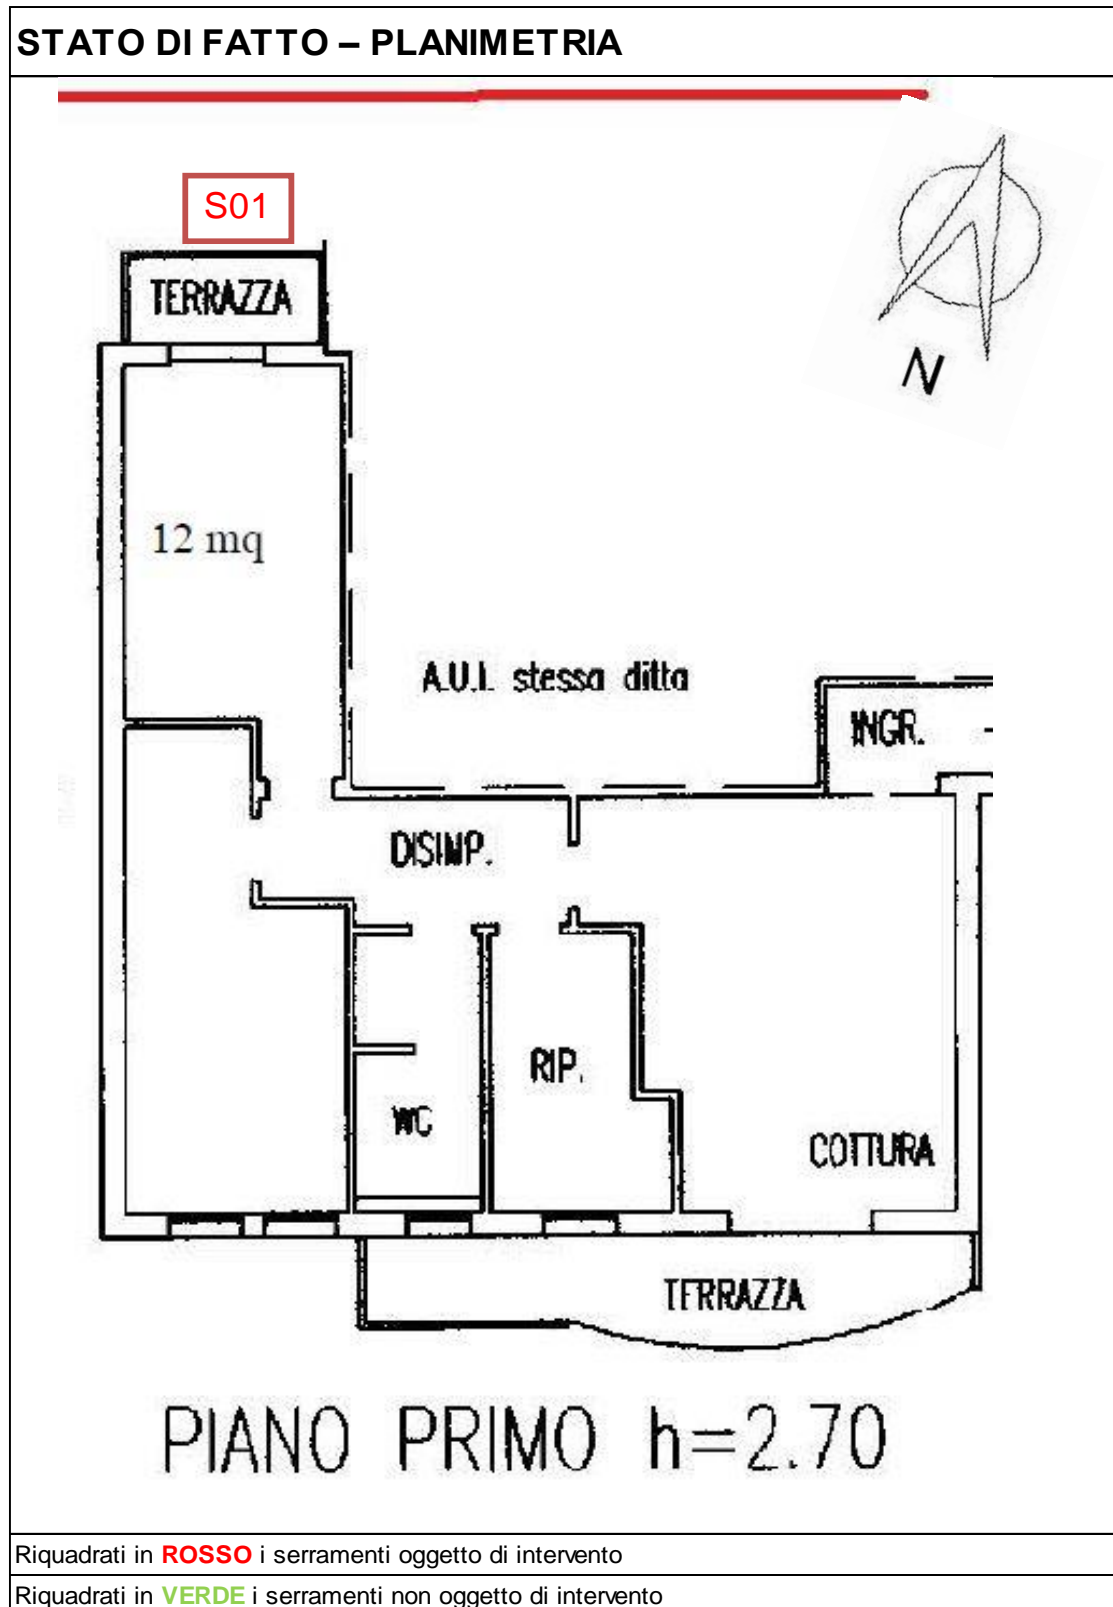 STATO DI FATTO – PLANIMETRIA
S01
TERRAZZA
N
12 mq
A.U.I. stessa ditta
INGR.
DISIMP.
RIP.
WC
COTTURA
TERRAZZA
PIANO PRIMO h=2.70
Riquadrati in ROSSO i serramenti oggetto di intervento
Riquadrati in VERDE i serramenti non oggetto di intervento